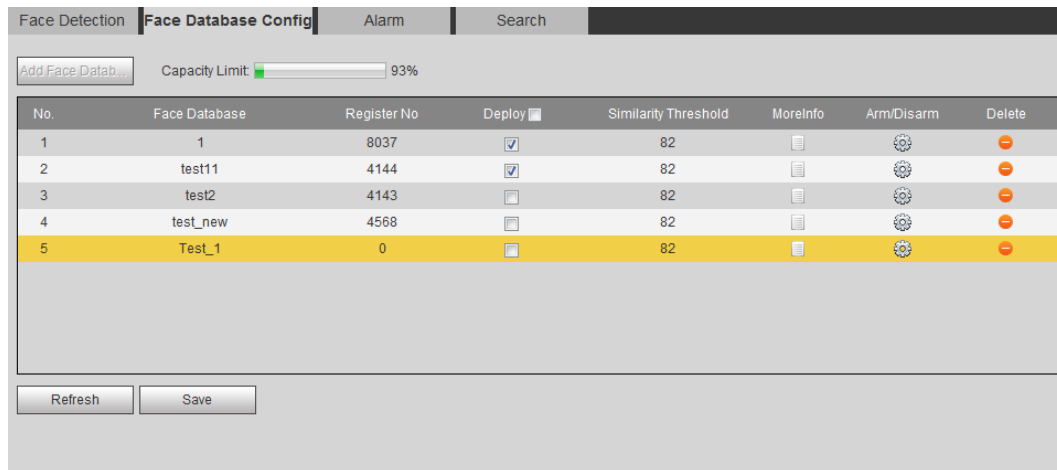 Face Detection Face Database Config Alarm Search
Add Face Datab... Capacity Limit: 93%
No. Face Database Register No Deploy Similarity Threshold MoreInfo Arm/Disarm Delete
1 1 8037 82
2 test11 4144 82
3 test2 4143 82
4 test_new 4568 82
5 Test_1 0 82
Refresh Save